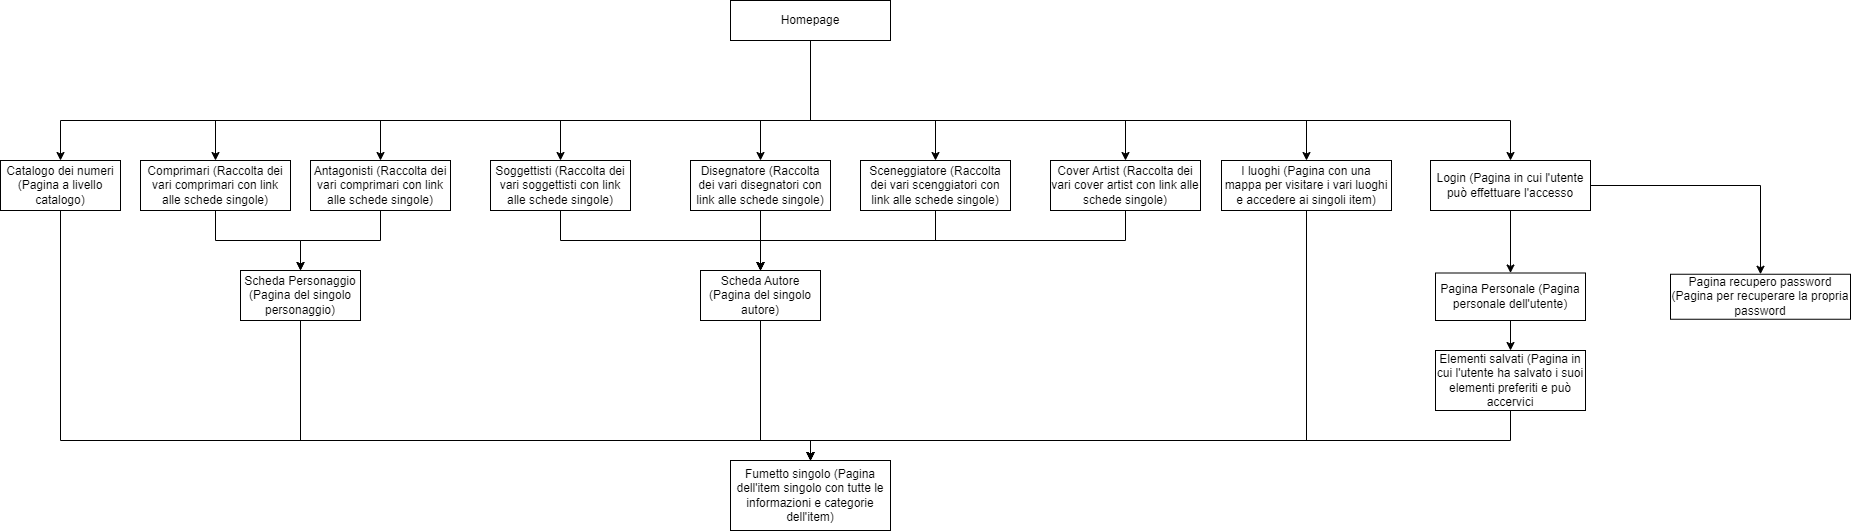 Homepage
Catalogo dei numeri
(Pagina a livello
catalogo)
Comprimari (Raccolta dei
vari comprimari con link
alle schede singole)
Antagonisti (Raccolta dei
vari comprimari con link
alle schede singole)
Soggettisti (Raccolta dei
vari soggettisti con link
alle schede singole)
Disegnatore (Raccolta
dei vari disegnatori con
link alle schede singole)
Sceneggiatore (Raccolta
dei vari scenggiatori con
link alle schede singole)
Cover Artist (Raccolta dei
vari cover artist con link alle
schede singole)
I luoghi (Pagina con una
mappa per visitare i vari luoghi
e accedere ai singoli item)
Login (Pagina in cui l'utente
può effettuare l'accesso
Scheda Personaggio
(Pagina del singolo
personaggio)
Scheda Autore
(Pagina del singolo
autore)
Pagina Personale (Pagina
personale dell'utente)
Pagina recupero password
(Pagina per recuperare la propria
password
Elementi salvati (Pagina in
cui l'utente ha salvato i suoi
elementi preferiti e può
accervici
Fumetto singolo (Pagina
dell'item singolo con tutte le
informazioni e categorie
dell'item)